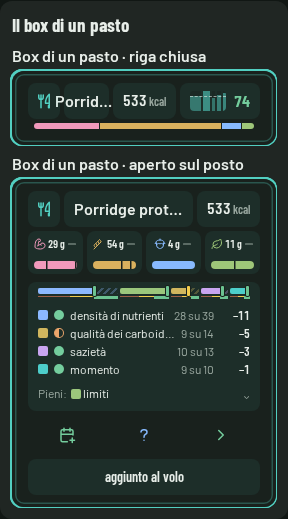 Il box di un pasto
Box di un pasto · riga chiusa
Porrid... 533 kcal 74
Box di un pasto · aperto sul posto
Porridge prot... 533 kcal
29 g — 54 g — 4 g — 11 g —
densità di nutrienti 28 su 39 −11
qualità dei carboid... 9 su 14 −5
sazietà 10 su 13 −3
momento 9 su 10 −1
Pieni: limiti
?
aggiunto al volo